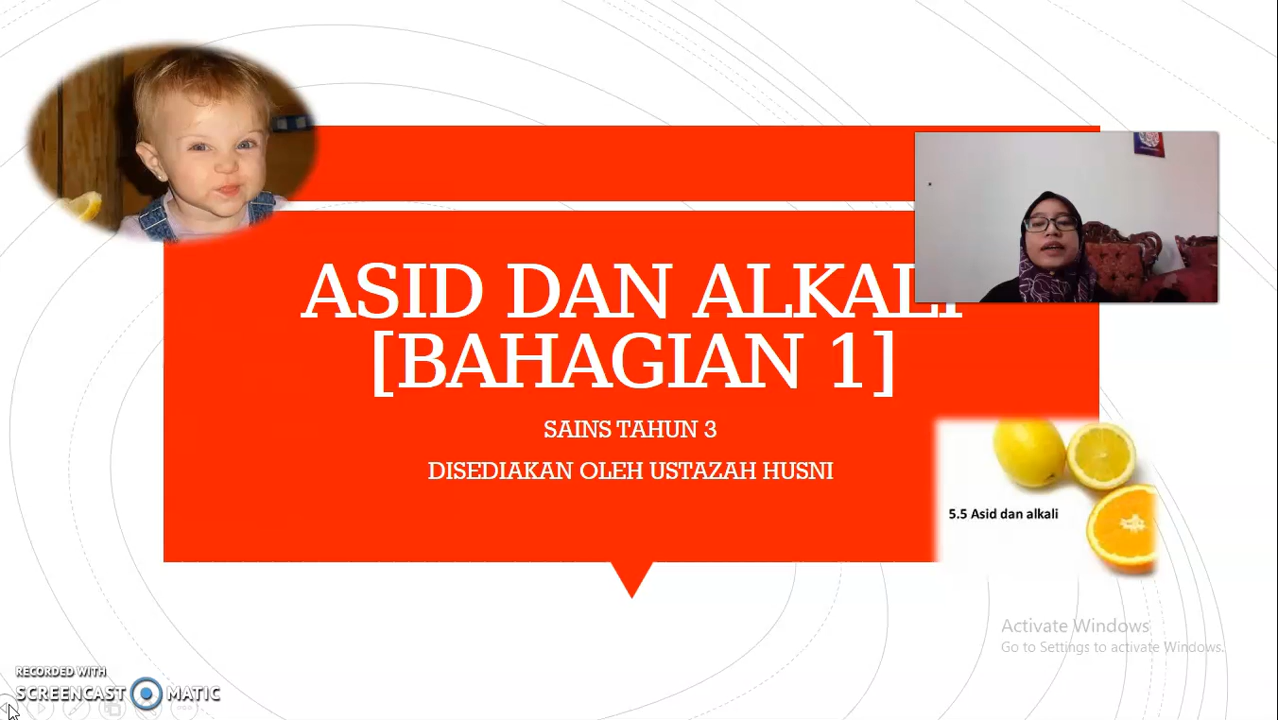 ASID DAN ALKALI
[BAHAGIAN 1]
SAINS TAHUN 3
DISEDIAKAN OLEH USTAZAH HUSNI
5.5 Asid dan alkali
Activate Windows
Go to Settings to activate Windows.
RECORDED WITH
SCREENCAST MATIC